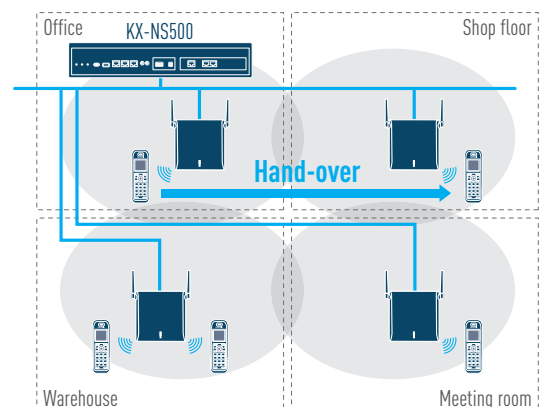 Office
KX-NS500
Shop floor
Hand-over
Warehouse
Meeting room